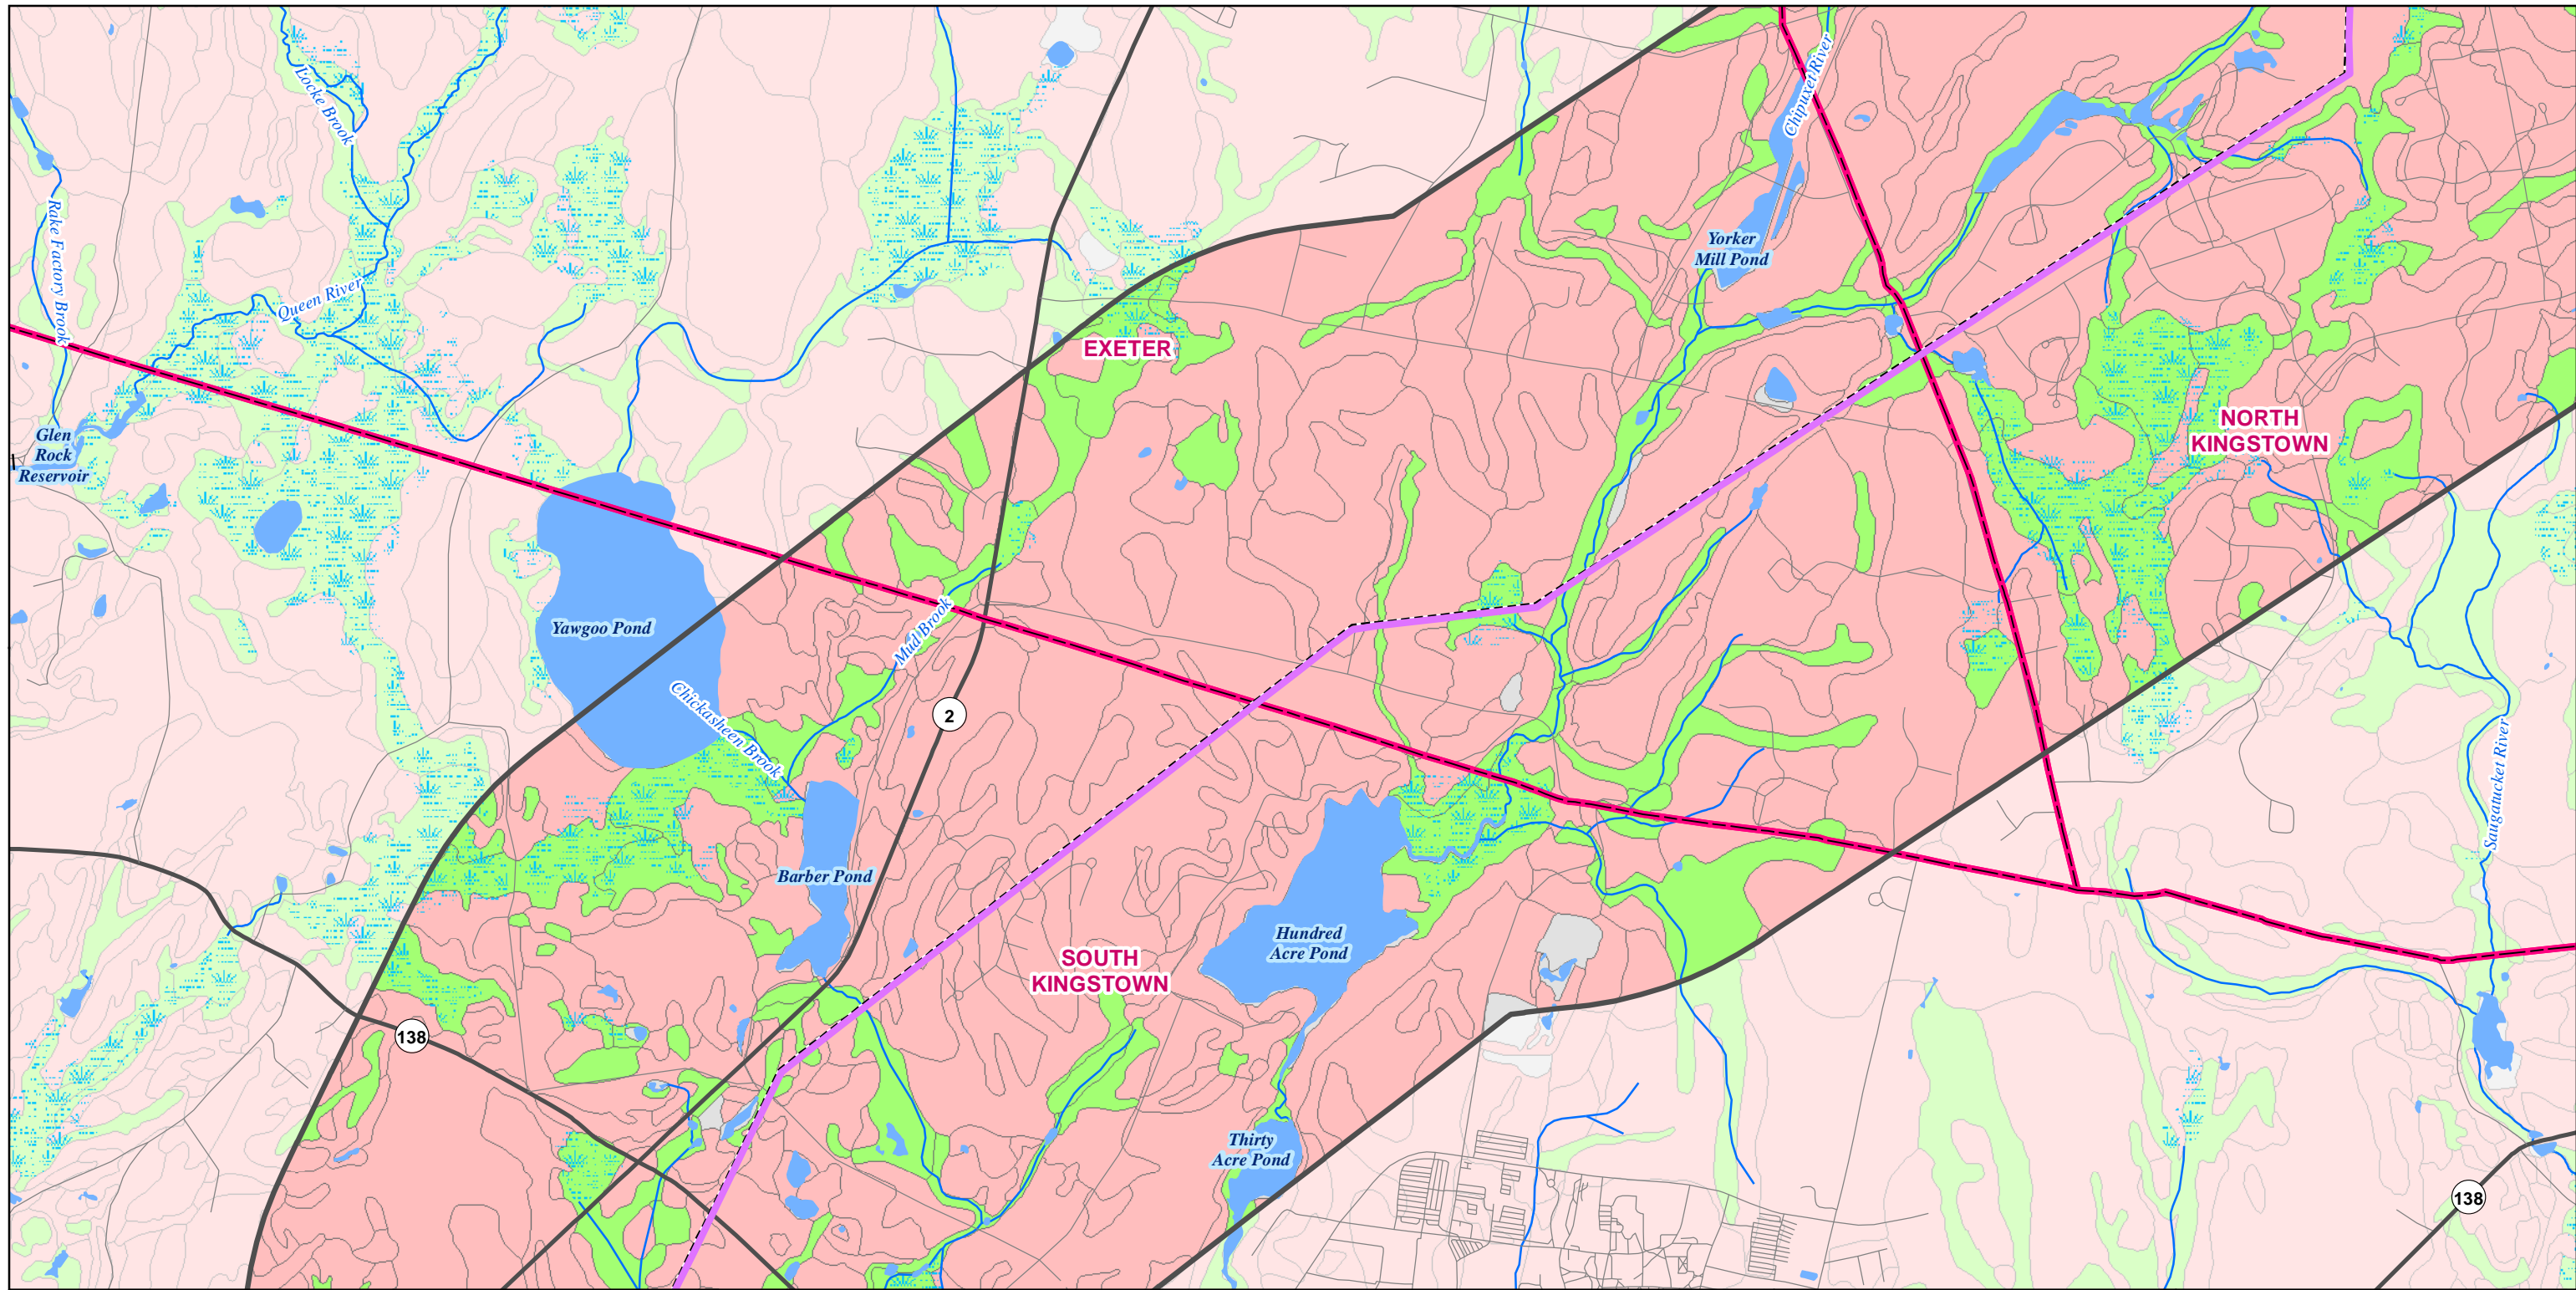 Locke Brook
Chipuxet River
Rake Factory Brook
Yorker
Mill Pond
Queen River
EXETER
NORTH
KINGSTOWN
Glen
Rock
Reservoir
Yawgoo Pond
Mud Brook
Chickasheen Brook
2
Saugatucket River
Barber Pond
Hundred
Acre Pond
SOUTH
KINGSTOWN
138
Thirty
Acre Pond
138